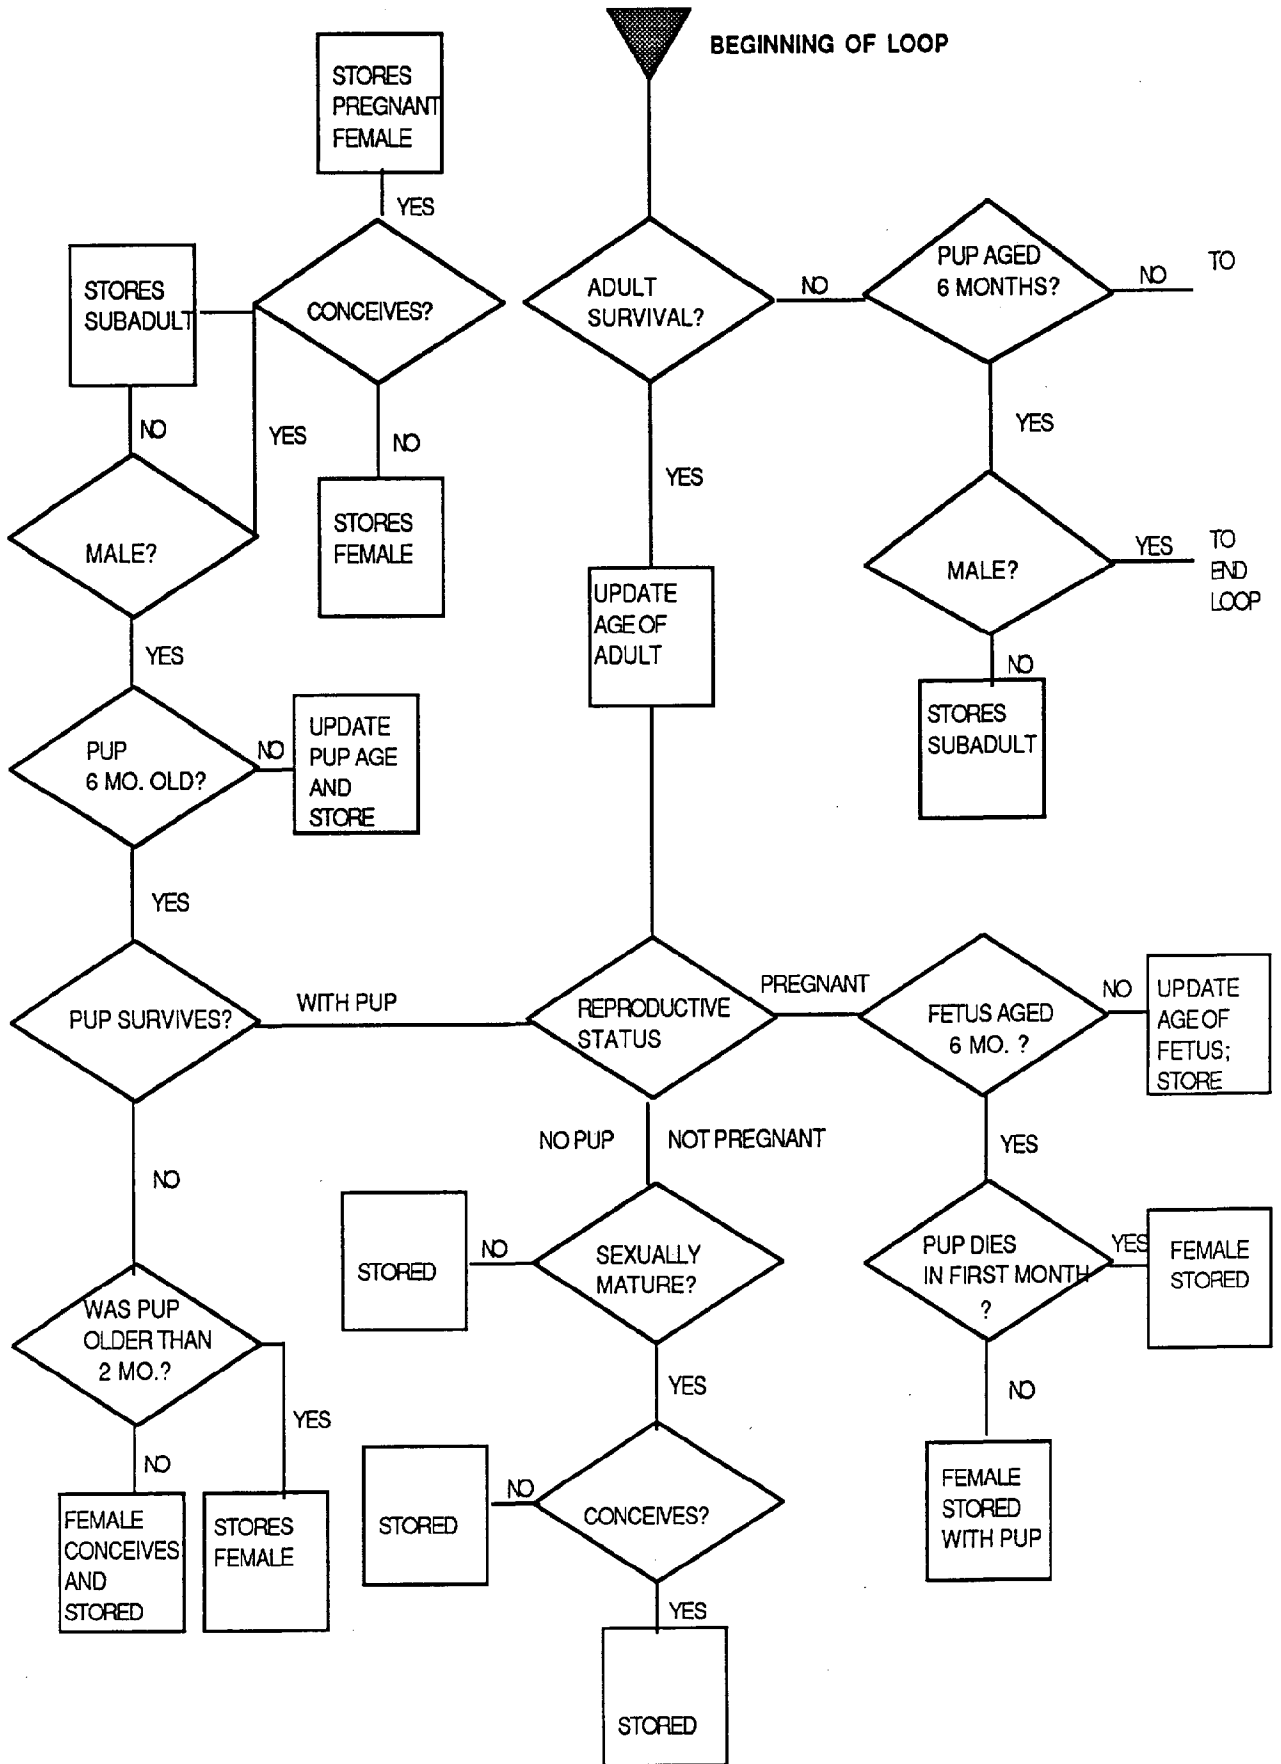 BEGINNING OF LOOP
STORES
PREGNANT
FEMALE
YES
CONCEIVES?
STORES
SUBADULT
NO
YES
NO
STORES
FEMALE
MALE?
YES
PUP
6 MO. OLD?
NO
UPDATE
PUP AGE
AND
STORE
YES
PUP SURVIVES?
WITH PUP
NO
WAS PUP
OLDER THAN
2 MO.?
YES
NO
FEMALE
CONCEIVES
AND
STORED
STORES
FEMALE
ADULT
SURVIVAL?
NO
YES
UPDATE
AGE OF
ADULT
REPRODUCTIVE
STATUS
NO PUP
NOT PREGNANT
SEXUALLY
MATURE?
NO
STORED
YES
CONCEIVES?
NO
STORED
YES
STORED
PUP AGED
6 MONTHS?
NO
TO
YES
MALE?
YES
TO
END
LOOP
NO
STORES
SUBADULT
PREGNANT
FETUS AGED
6 MO. ?
NO
UPDATE
AGE OF
FETUS;
STORE
YES
PUP DIES
IN FIRST MONTH
?
YES
FEMALE
STORED
NO
FEMALE
STORED
WITH PUP